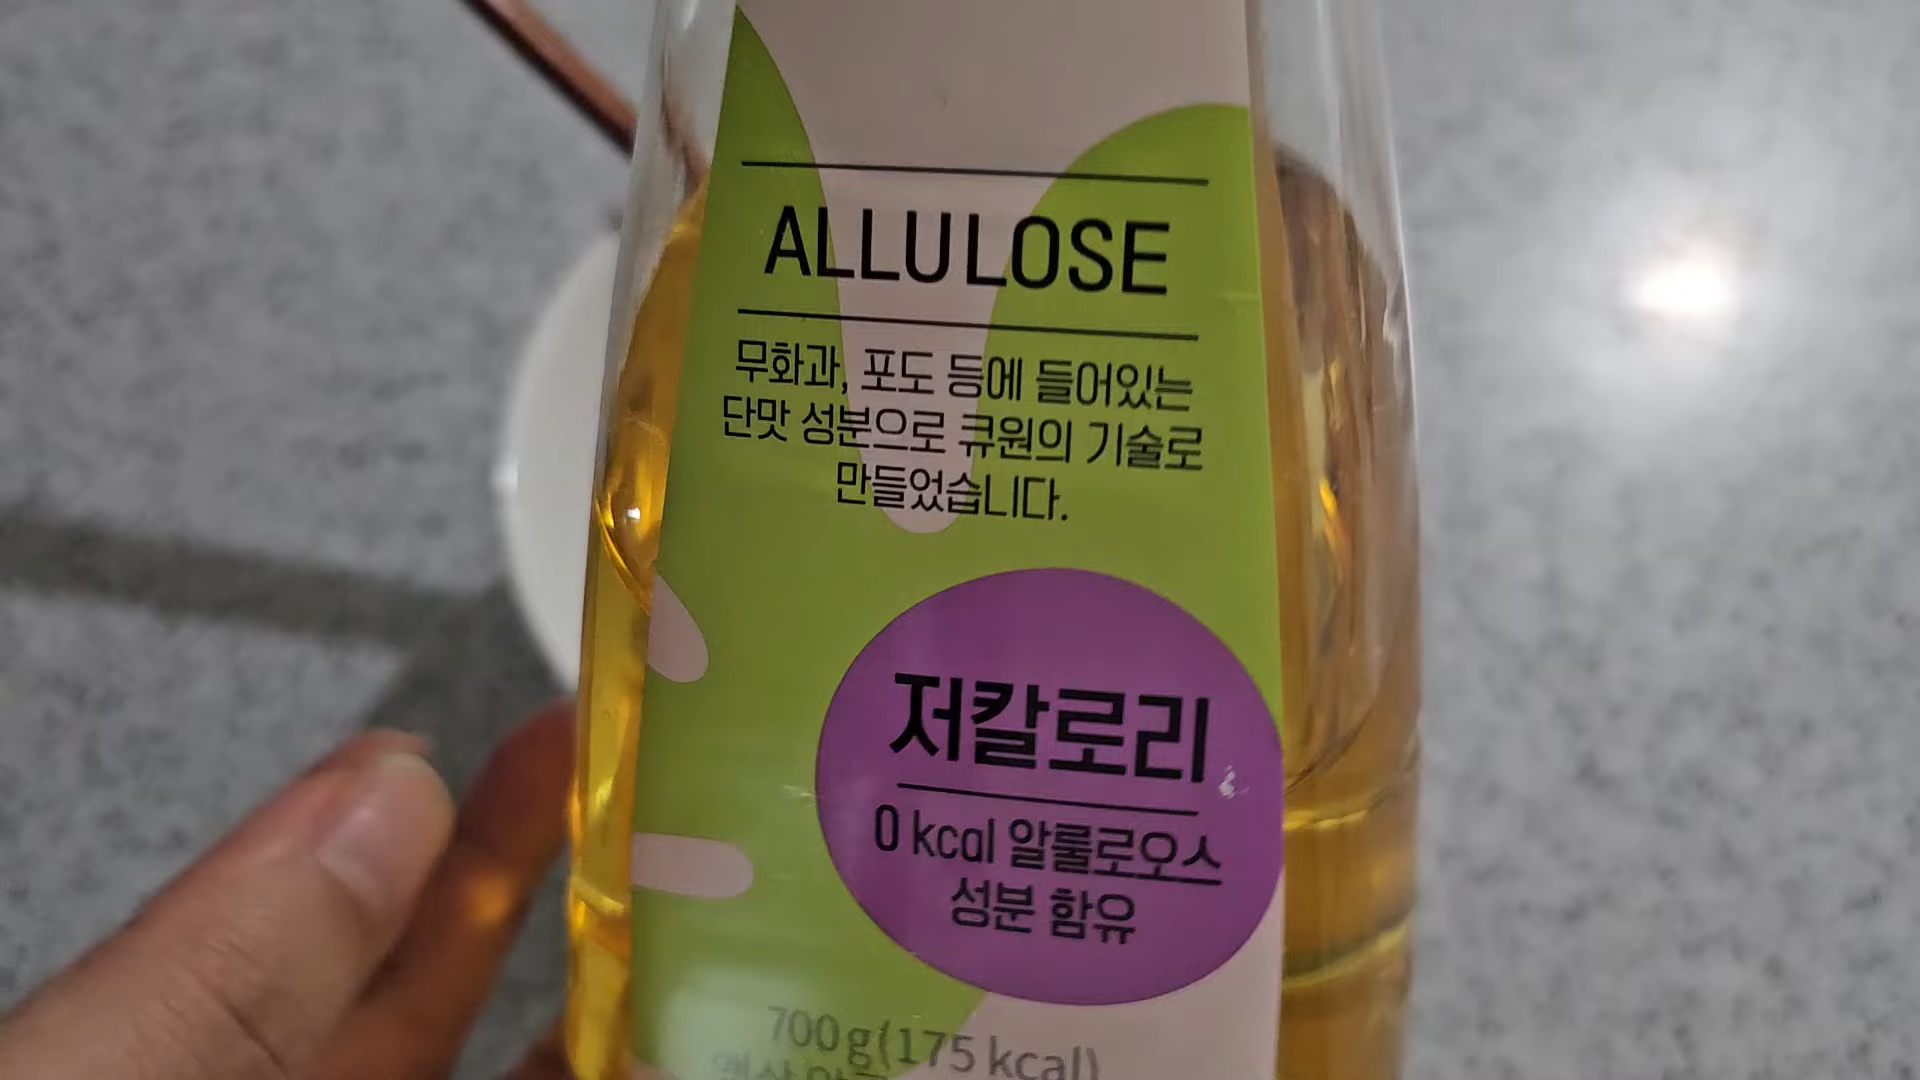 ALLULOSE
무화과, 포도 등에 들어있는
단맛 성분으로 큐원의 기술로
만들었습니다.
저칼로리
0 kcal 알룰로오스
성분 함유
700g(175 kcal)